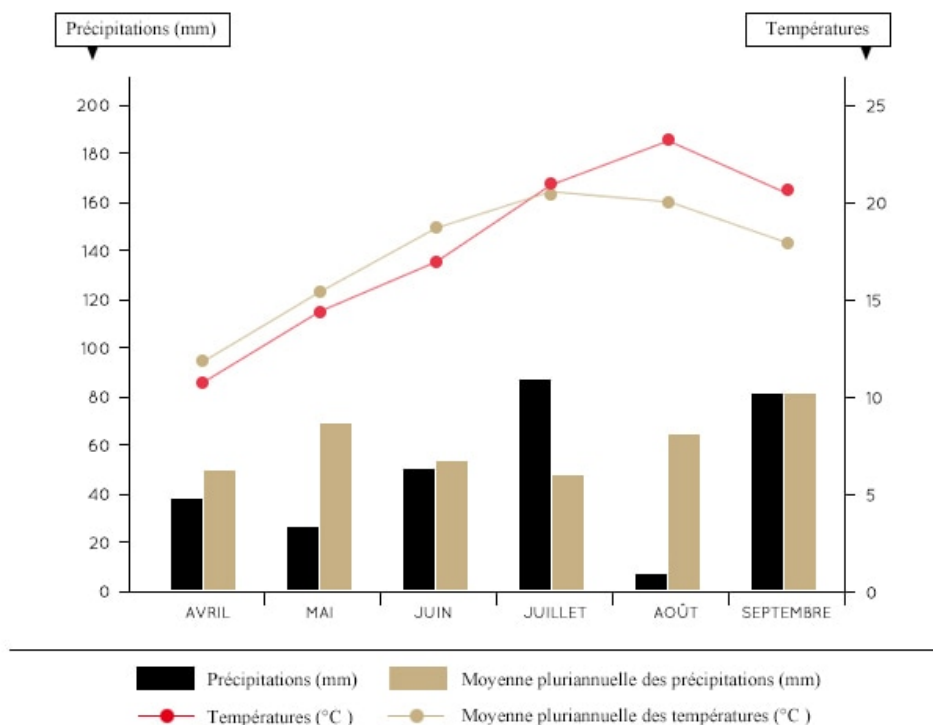 Précipitations (mm)
Températures
200
180
160
140
120
100
80
60
40
20
0
25
20
15
10
5
0
AVRIL
MAI
JUIN
JUILLET
AOÛT
SEPTEMBRE
Précipitations (mm)
Moyenne pluriannuelle des précipitations (mm)
Températures (°C )
Moyenne pluriannuelle des températures (°C )